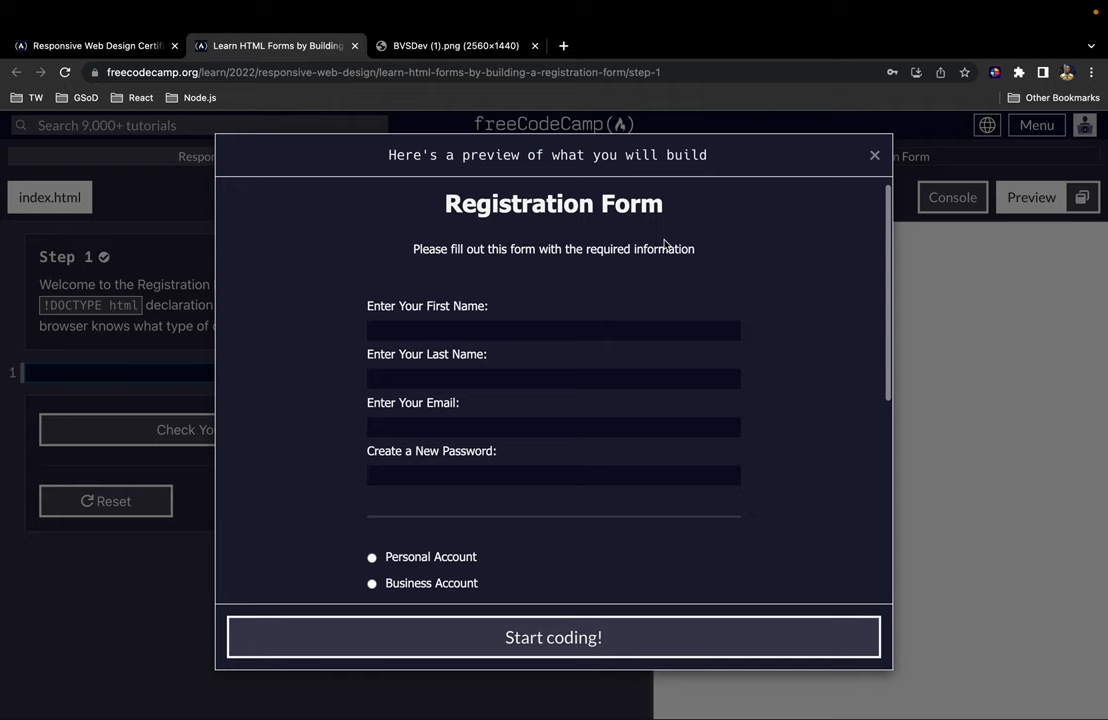 Responsive Web Design Certifi
Learn HTML Forms by Building
BVSDev (1).png (2560×1440)
freecodecamp.org/learn/2022/responsive-web-design/learn-html-forms-by-building-a-registration-form/step-1
TW
GSoD
React
Node.js
Other Bookmarks
Search 9,000+ tutorials
freeCodeCamp
Menu
Respon
n Form
Here's a preview of what you will build
index.html
Console
Preview
Registration Form
Please fill out this form with the required information
Step 1
Welcome to the Registration
!DOCTYPE html declaration
browser knows what type of
1
Enter Your First Name:
Enter Your Last Name:
Enter Your Email:
Create a New Password:
Check Yo
Reset
Personal Account
Business Account
Start coding!